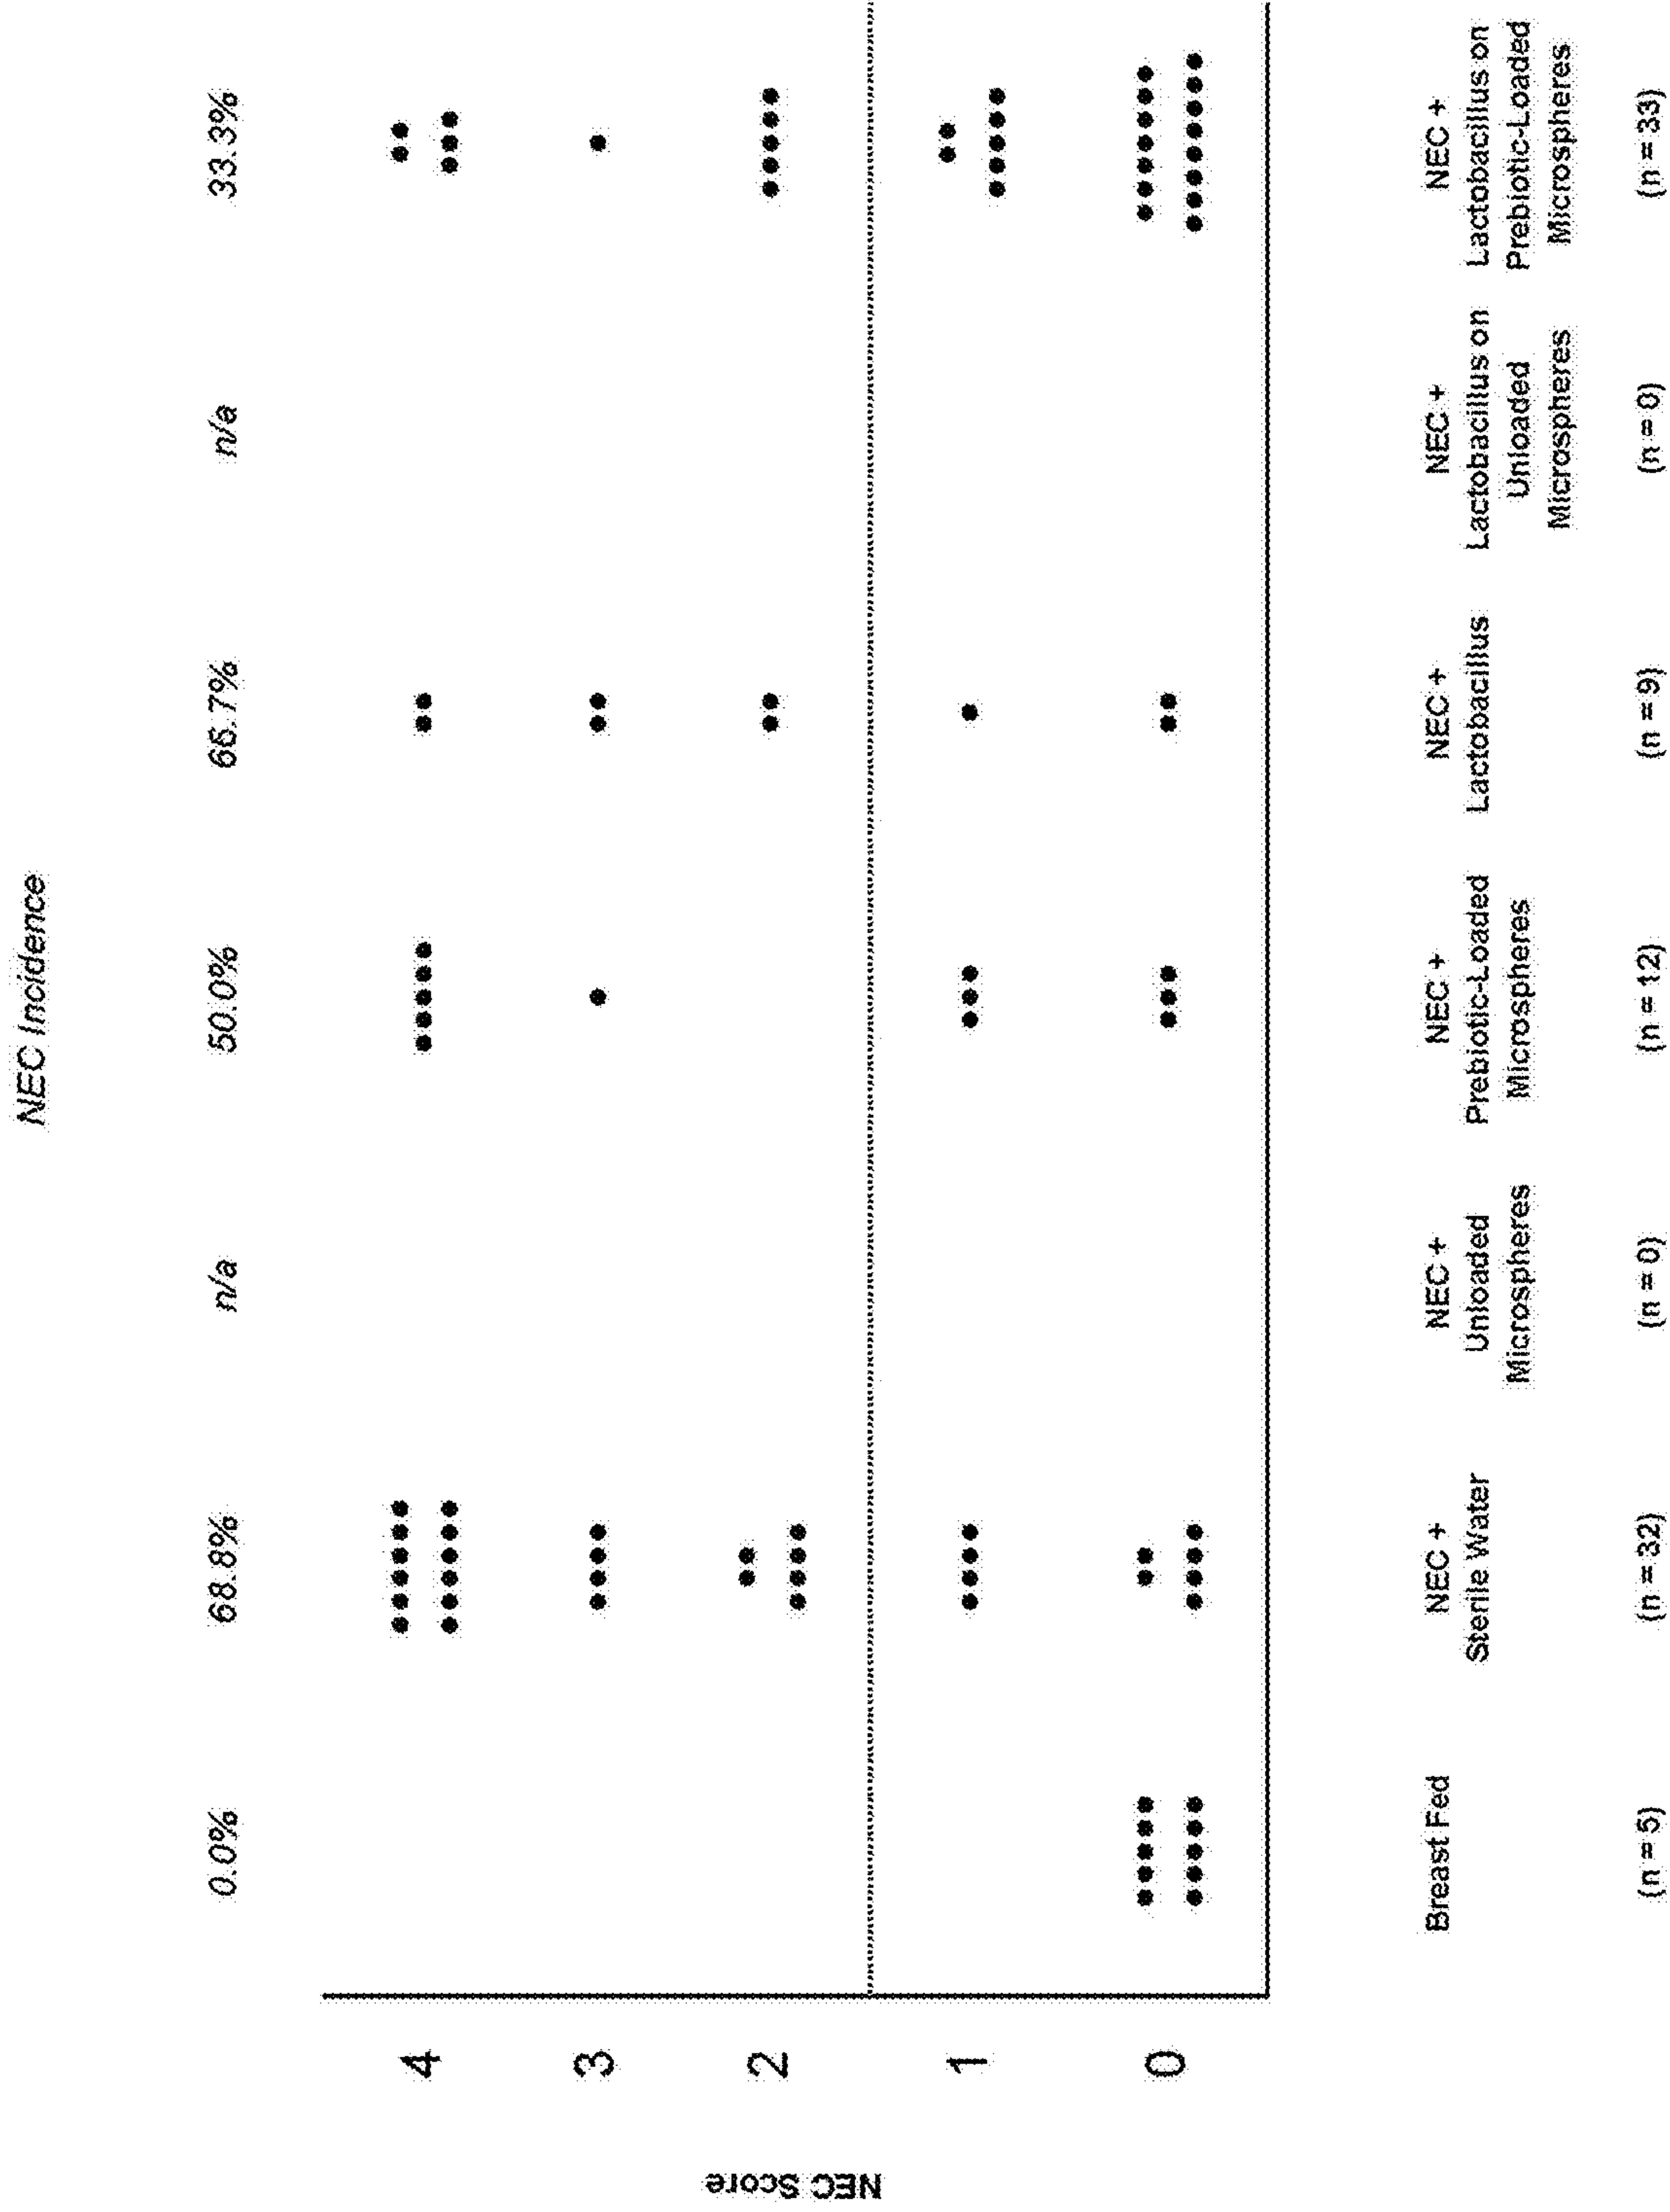 NEC Incidence
0.0%
68.8%
n/a
50.0%
66.7%
n/a
33.3%
NEC Score
4
3
2
1
0
Breast Fed
(n = 5)
NEC +
Sterile Water
(n = 32)
NEC +
Unloaded
Microspheres
(n = 0)
NEC +
Prebiotic-Loaded
Microspheres
(n = 12)
NEC +
Lactobacillus
(n = 9)
NEC +
Lactobacillus on
Unloaded
Microspheres
(n = 0)
NEC +
Lactobacillus on
Prebiotic-Loaded
Microspheres
(n = 33)